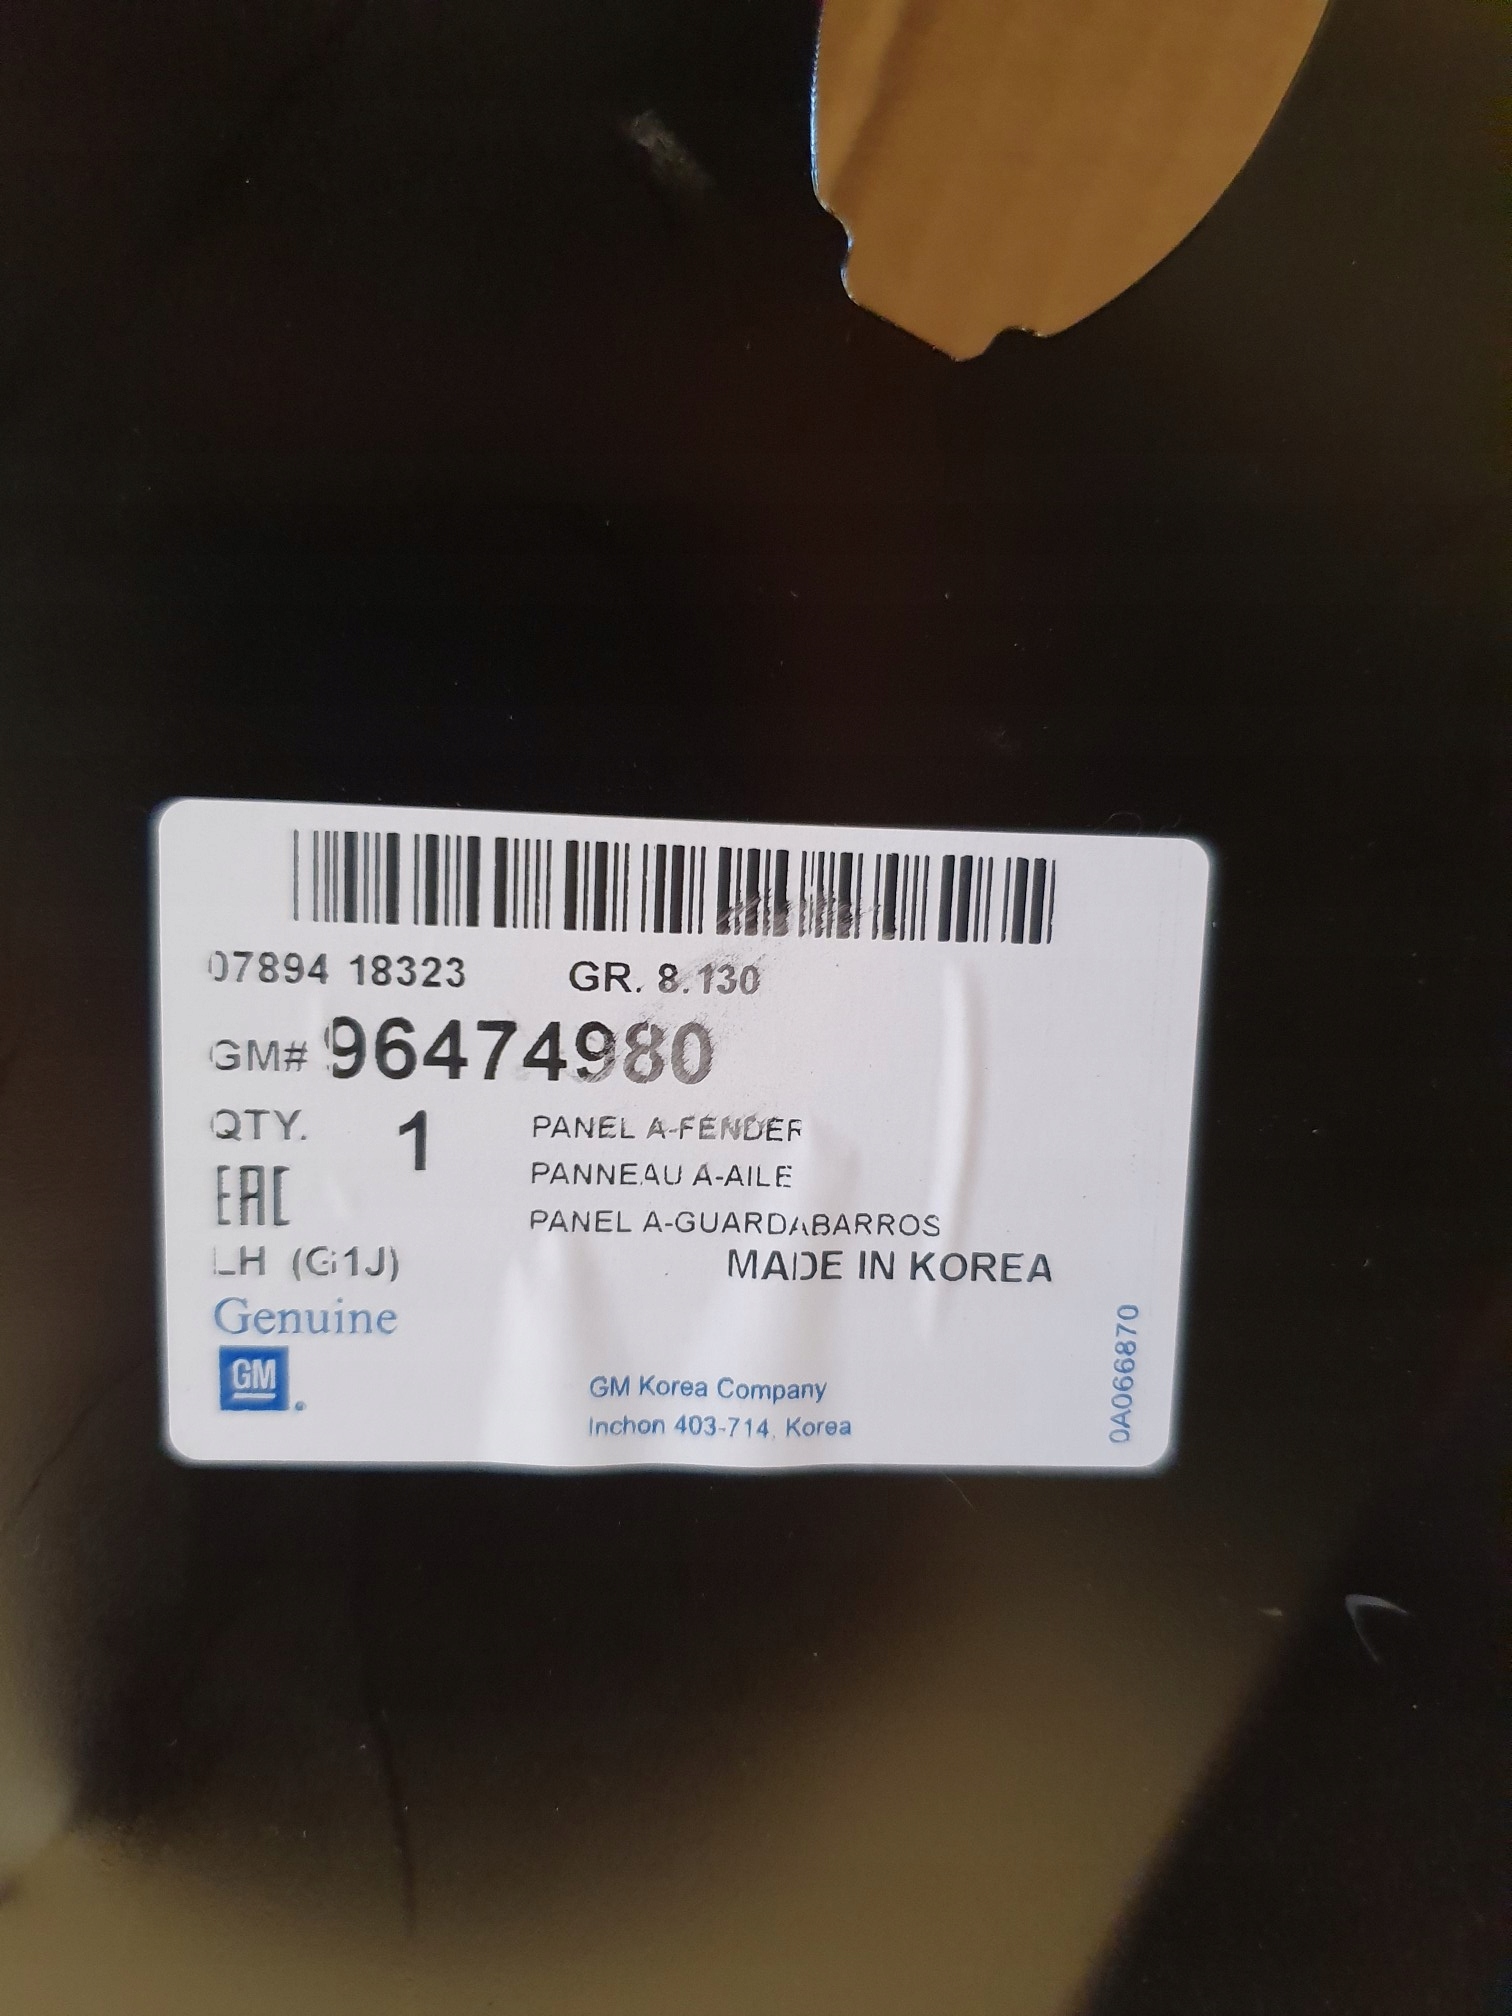 07894 18323 GR. 8.130
GM# 96474980
QTY. 1 PANEL A-FENDER
PANNEAU A-AILE
EAC
PANEL A-GUARDABARROS
LH (G1J) MADE IN KOREA
Genuine
GM
GM Korea Company
Inchon 403-714, Korea
0A066870